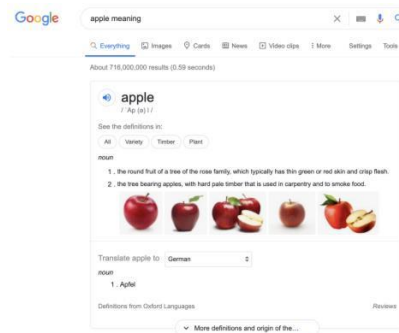 Google
apple meaning
Everything Images Cards News Video clips More Settings Tools
About 716,000,000 results (0.59 seconds)
apple
/ˈAp (ə) l /
See the definitions in:
All Variety Timber Plant
noun
1 . the round fruit of a tree of the rose family, which typically has thin green or red skin and crisp flesh.
2 . the tree bearing apples, with hard pale timber that is used in carpentry and to smoke food.
Translate apple to German
noun
1 . Apfel
Definitions from Oxford Languages Reviews
More definitions and origin of the...